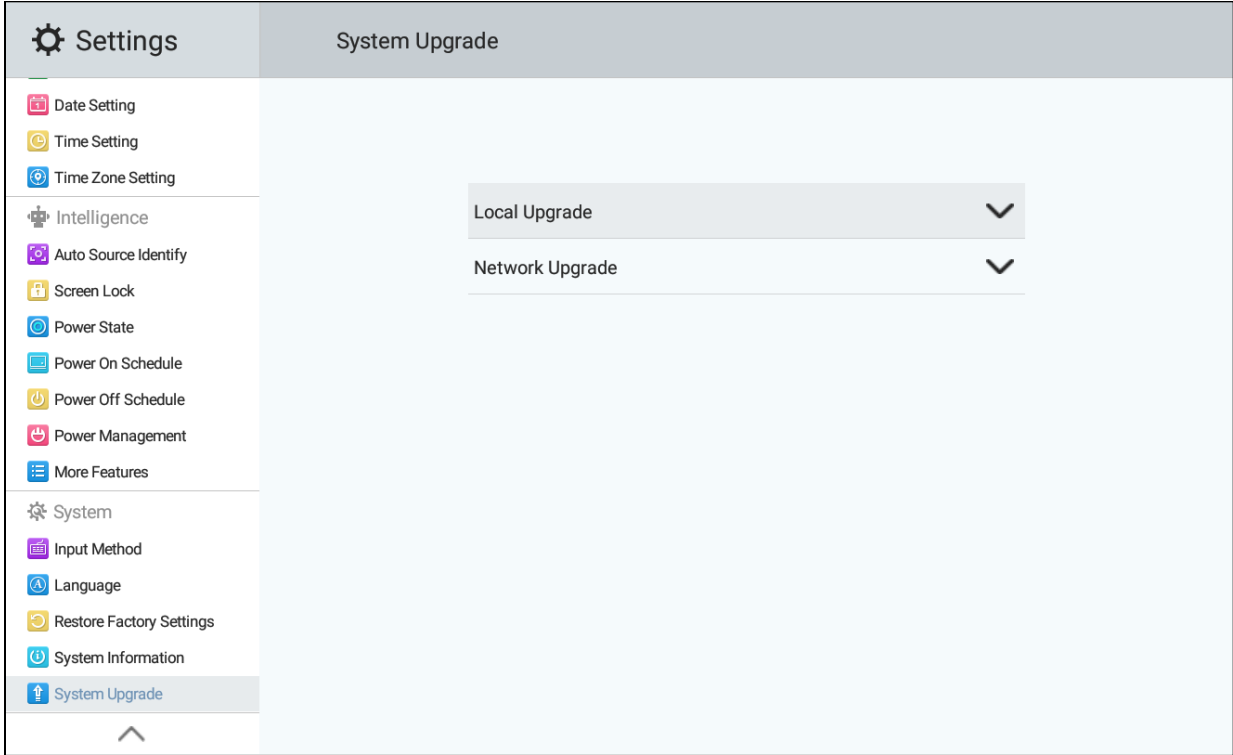 Settings
System Upgrade
Date Setting
Time Setting
Time Zone Setting
Intelligence
Auto Source Identify
Screen Lock
Power State
Power On Schedule
Power Off Schedule
Power Management
More Features
System
Input Method
Language
Restore Factory Settings
System Information
System Upgrade
Local Upgrade
Network Upgrade